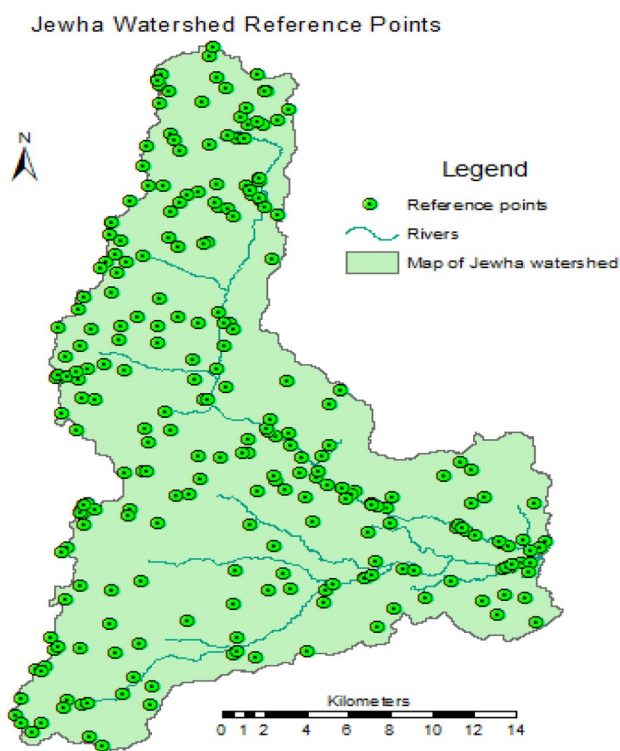 Jewha Watershed Reference Points
N
Legend
Reference points
Rivers
Map of Jewha watershed
Kilometers
0 1 2 4 6 8 10 12 14